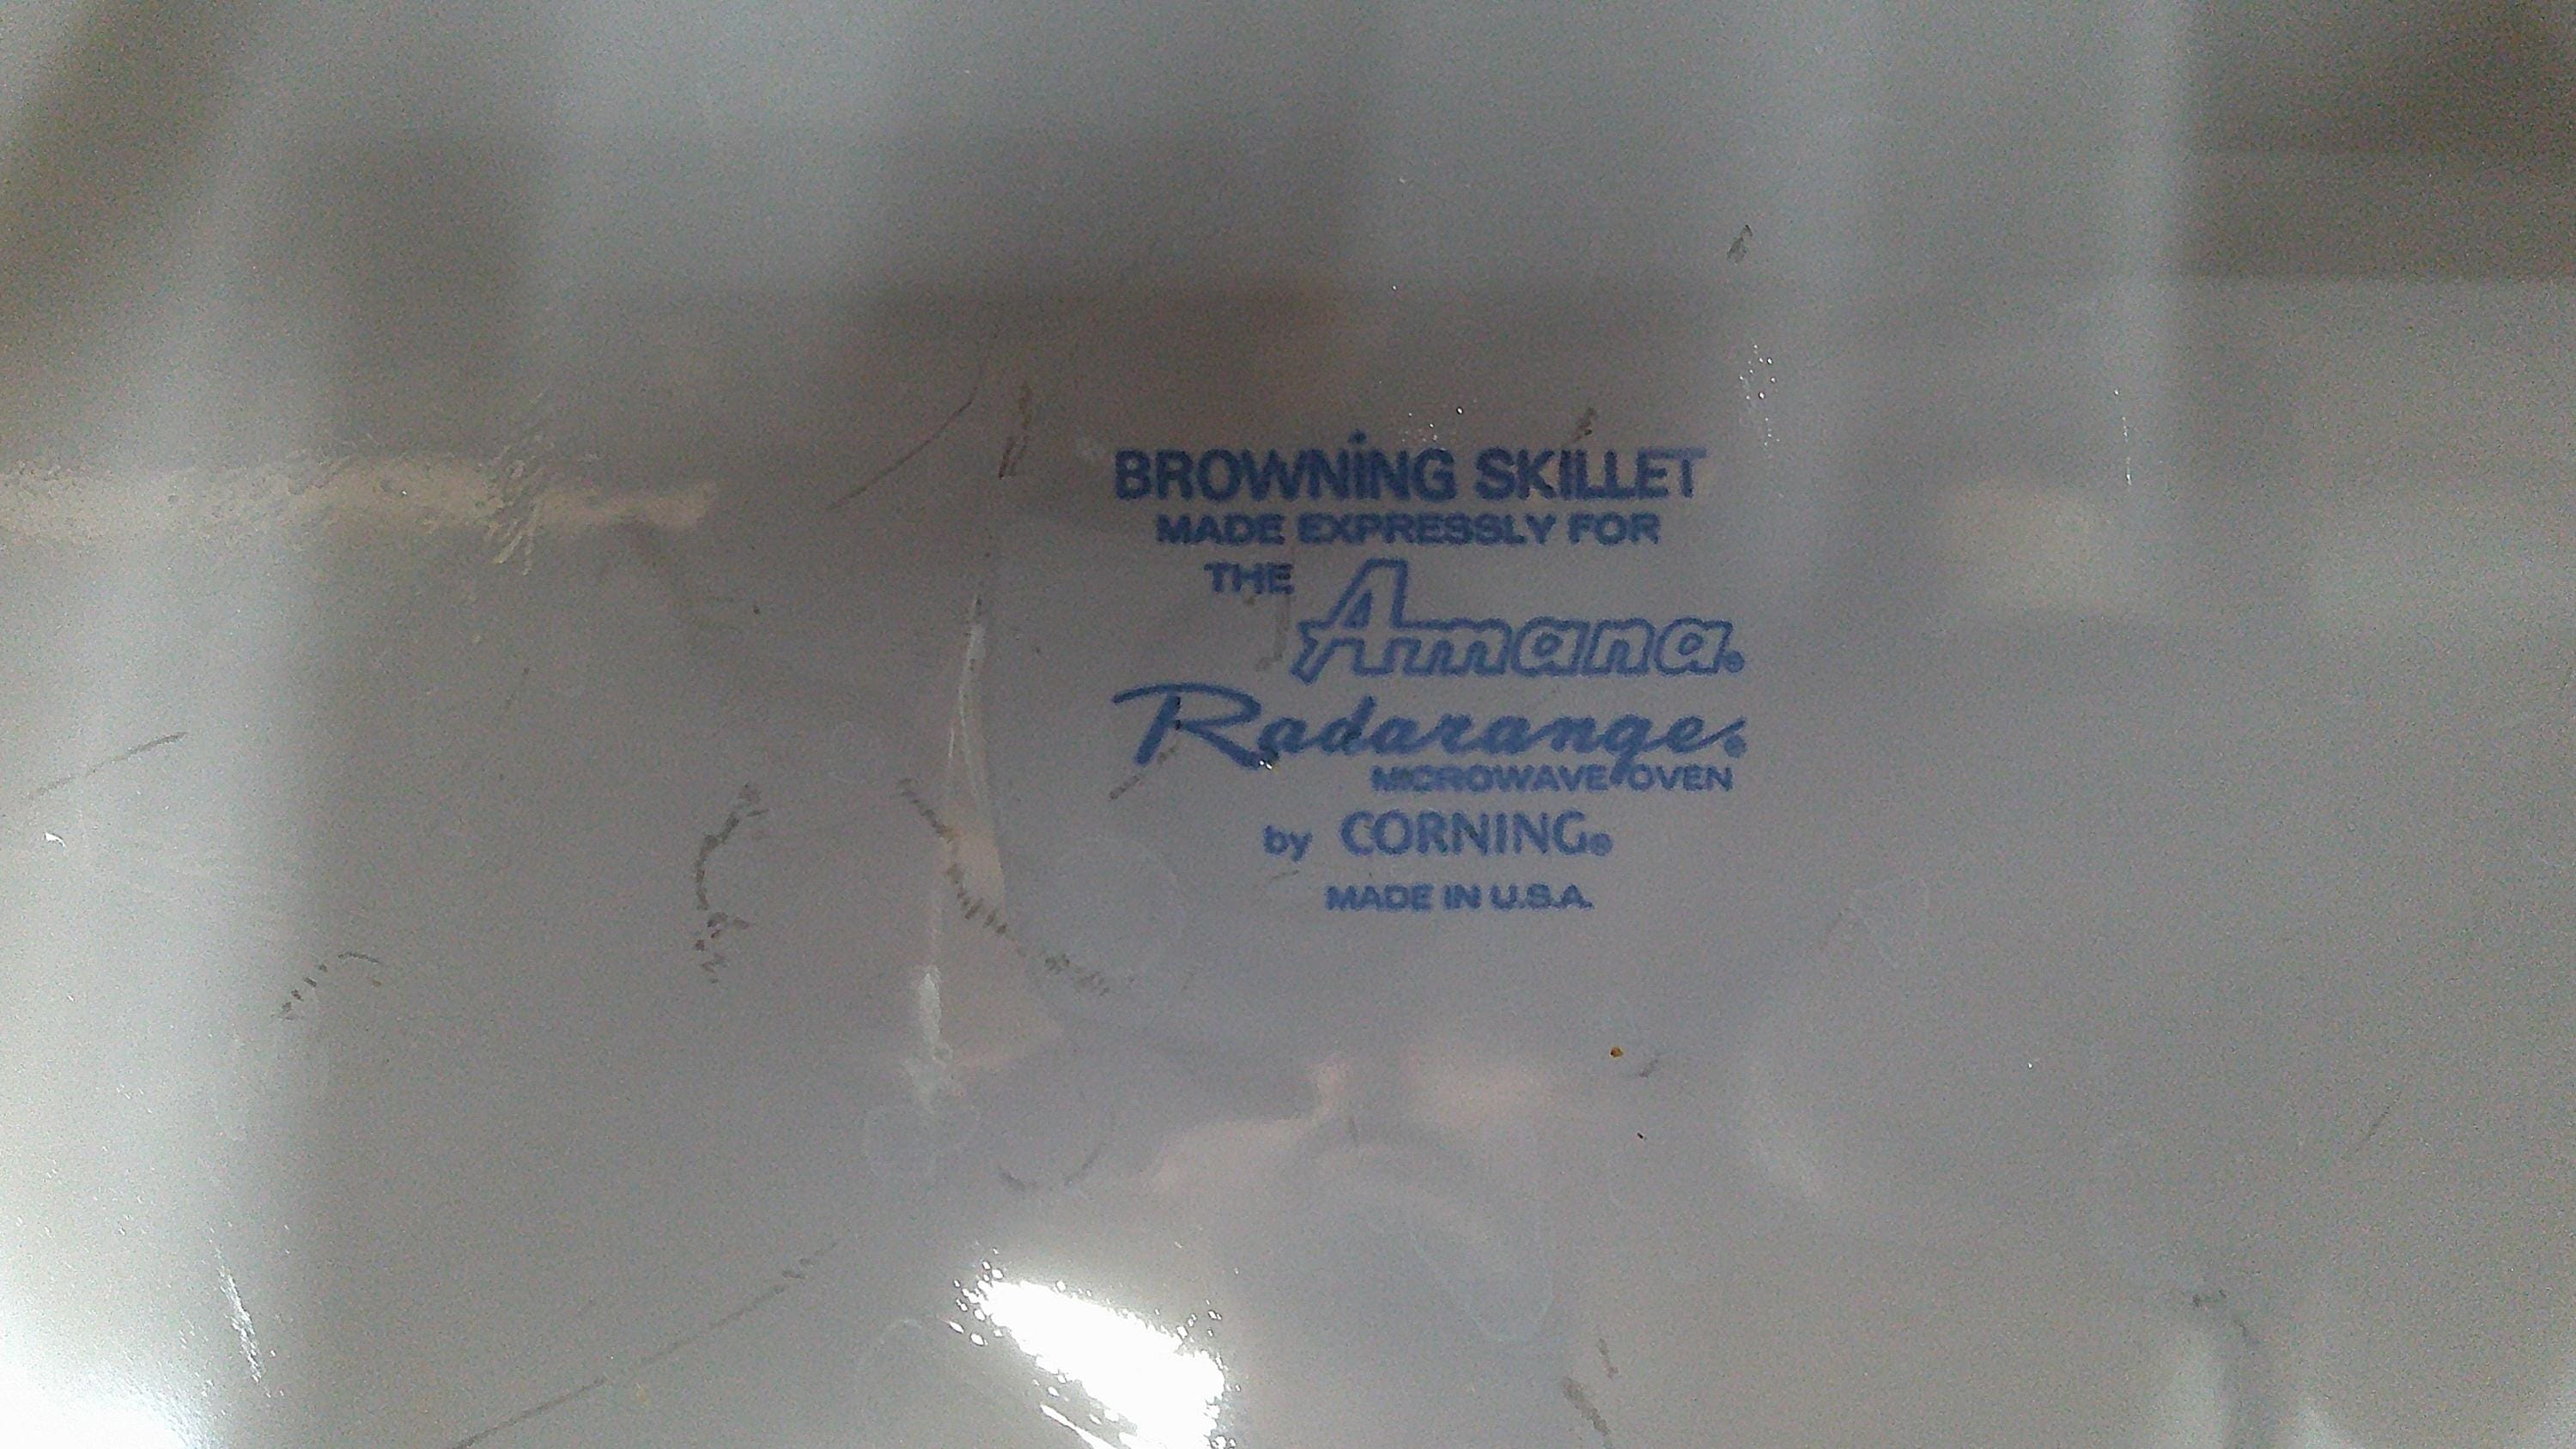 BROWNING SKILLET
MADE EXPRESSLY FOR
THE Amana®
Radarange®
MICROWAVE OVEN
by CORNING®
MADE IN U.S.A.